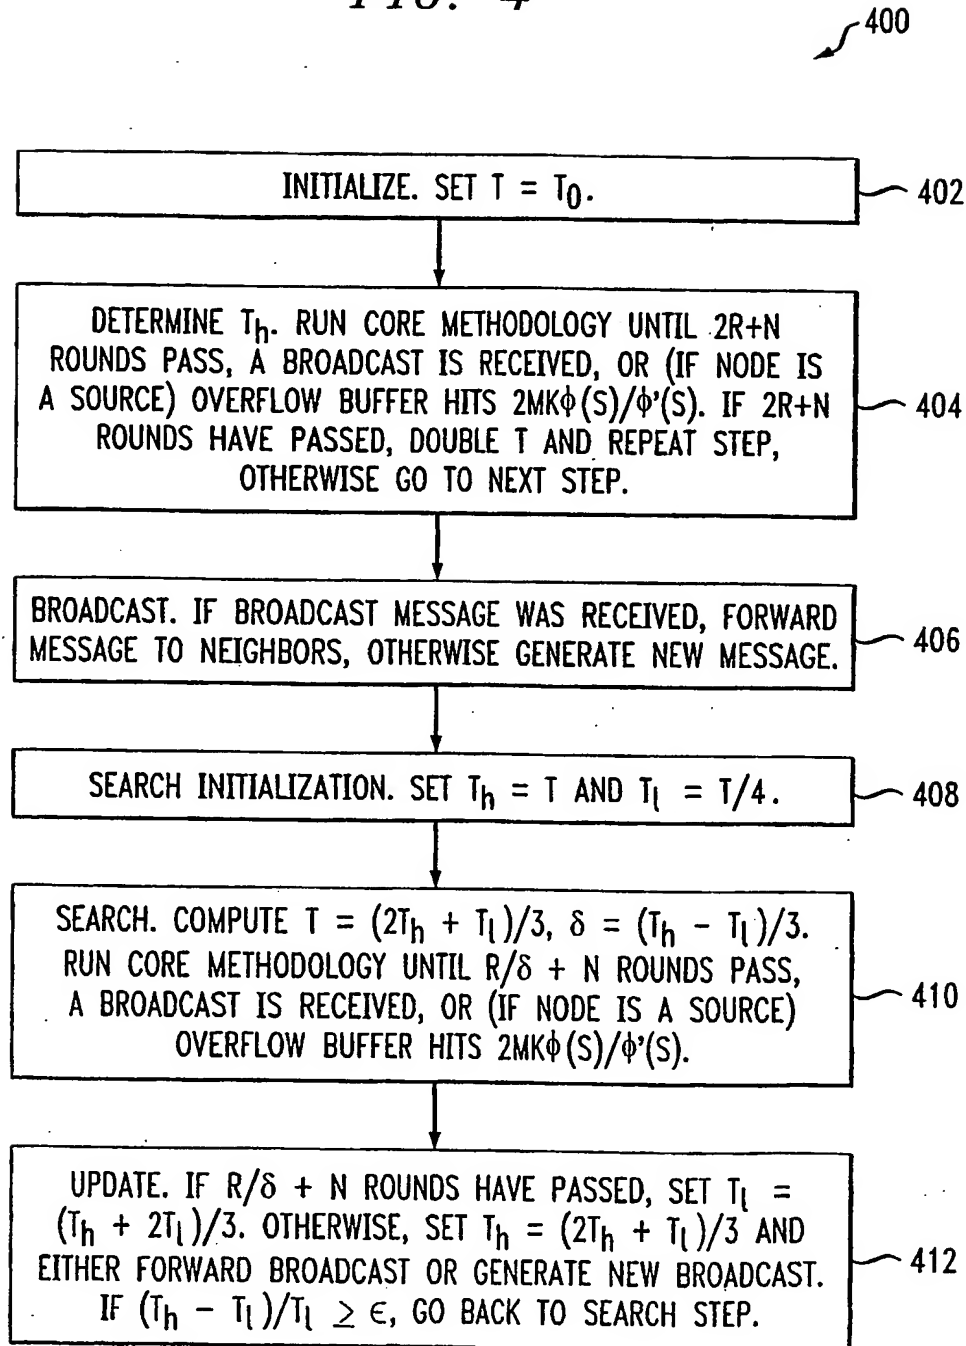 FIG. 4
400
INITIALIZE. SET T = T0.
402
DETERMINE Th. RUN CORE METHODOLOGY UNTIL 2R+N
ROUNDS PASS, A BROADCAST IS RECEIVED, OR (IF NODE IS
A SOURCE) OVERFLOW BUFFER HITS 2MKϕ(S)/ϕ'(S). IF 2R+N
ROUNDS HAVE PASSED, DOUBLE T AND REPEAT STEP,
OTHERWISE GO TO NEXT STEP.
404
BROADCAST. IF BROADCAST MESSAGE WAS RECEIVED, FORWARD
MESSAGE TO NEIGHBORS, OTHERWISE GENERATE NEW MESSAGE.
406
SEARCH INITIALIZATION. SET Th = T AND Tl = T/4.
408
SEARCH. COMPUTE T = (2Th + Tl)/3, δ = (Th - Tl)/3.
RUN CORE METHODOLOGY UNTIL R/δ + N ROUNDS PASS,
A BROADCAST IS RECEIVED, OR (IF NODE IS A SOURCE)
OVERFLOW BUFFER HITS 2MKϕ(S)/ϕ'(S).
410
UPDATE. IF R/δ + N ROUNDS HAVE PASSED, SET Tl =
(Th + 2Tl)/3. OTHERWISE, SET Th = (2Th + Tl)/3 AND
EITHER FORWARD BROADCAST OR GENERATE NEW BROADCAST.
IF (Th - Tl)/Tl ≥ ϵ, GO BACK TO SEARCH STEP.
412